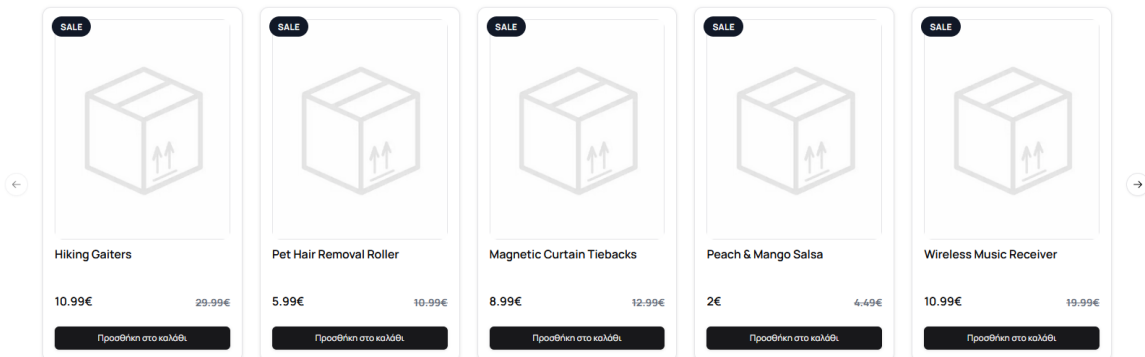 SALE
SALE
SALE
SALE
SALE
Hiking Gaiters
Pet Hair Removal Roller
Magnetic Curtain Tiebacks
Peach & Mango Salsa
Wireless Music Receiver
10.99€ 29.99€
5.99€ 10.99€
8.99€ 12.99€
2€ 4.49€
10.99€ 19.99€
Προσθήκη στο καλάθι
Προσθήκη στο καλάθι
Προσθήκη στο καλάθι
Προσθήκη στο καλάθι
Προσθήκη στο καλάθι